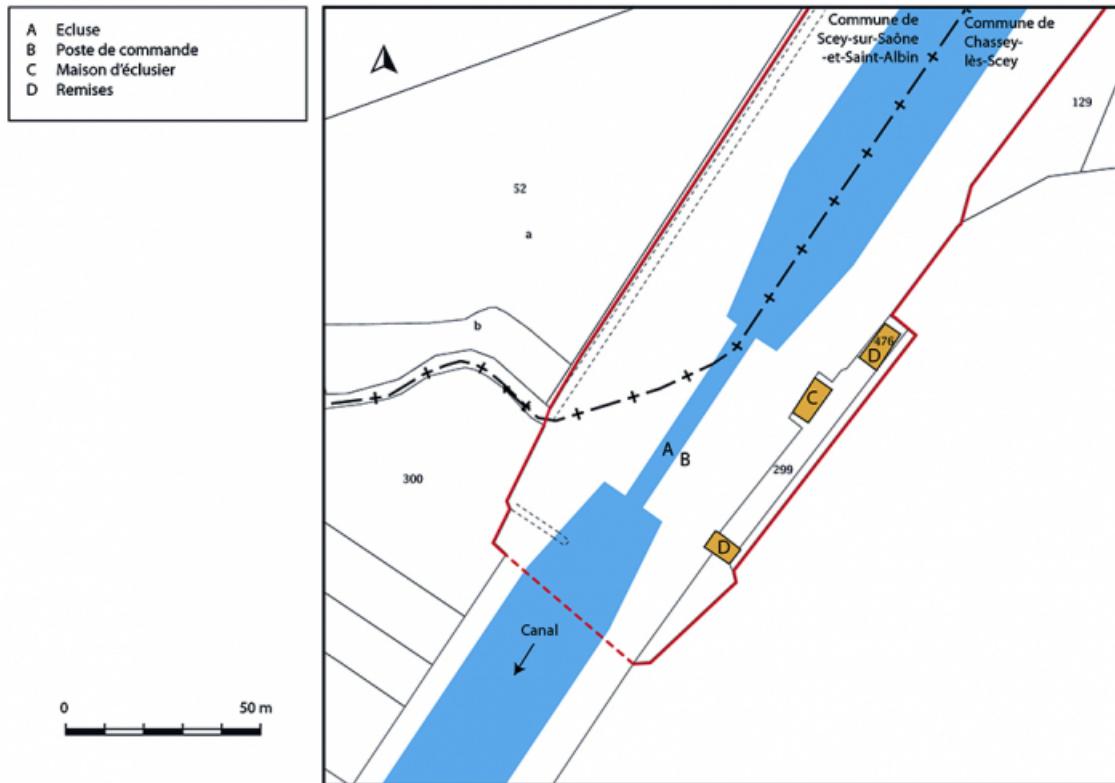 A Ecluse
B Poste de commande
C Maison d'éclusier
D Remises
Commune de
Scey-sur-Saône
-et-Saint-Albin
Commune de
Chassey-
lès-Scey
129
52
a
b
476
D
C
A
B
299
300
D
Canal
0 50 m